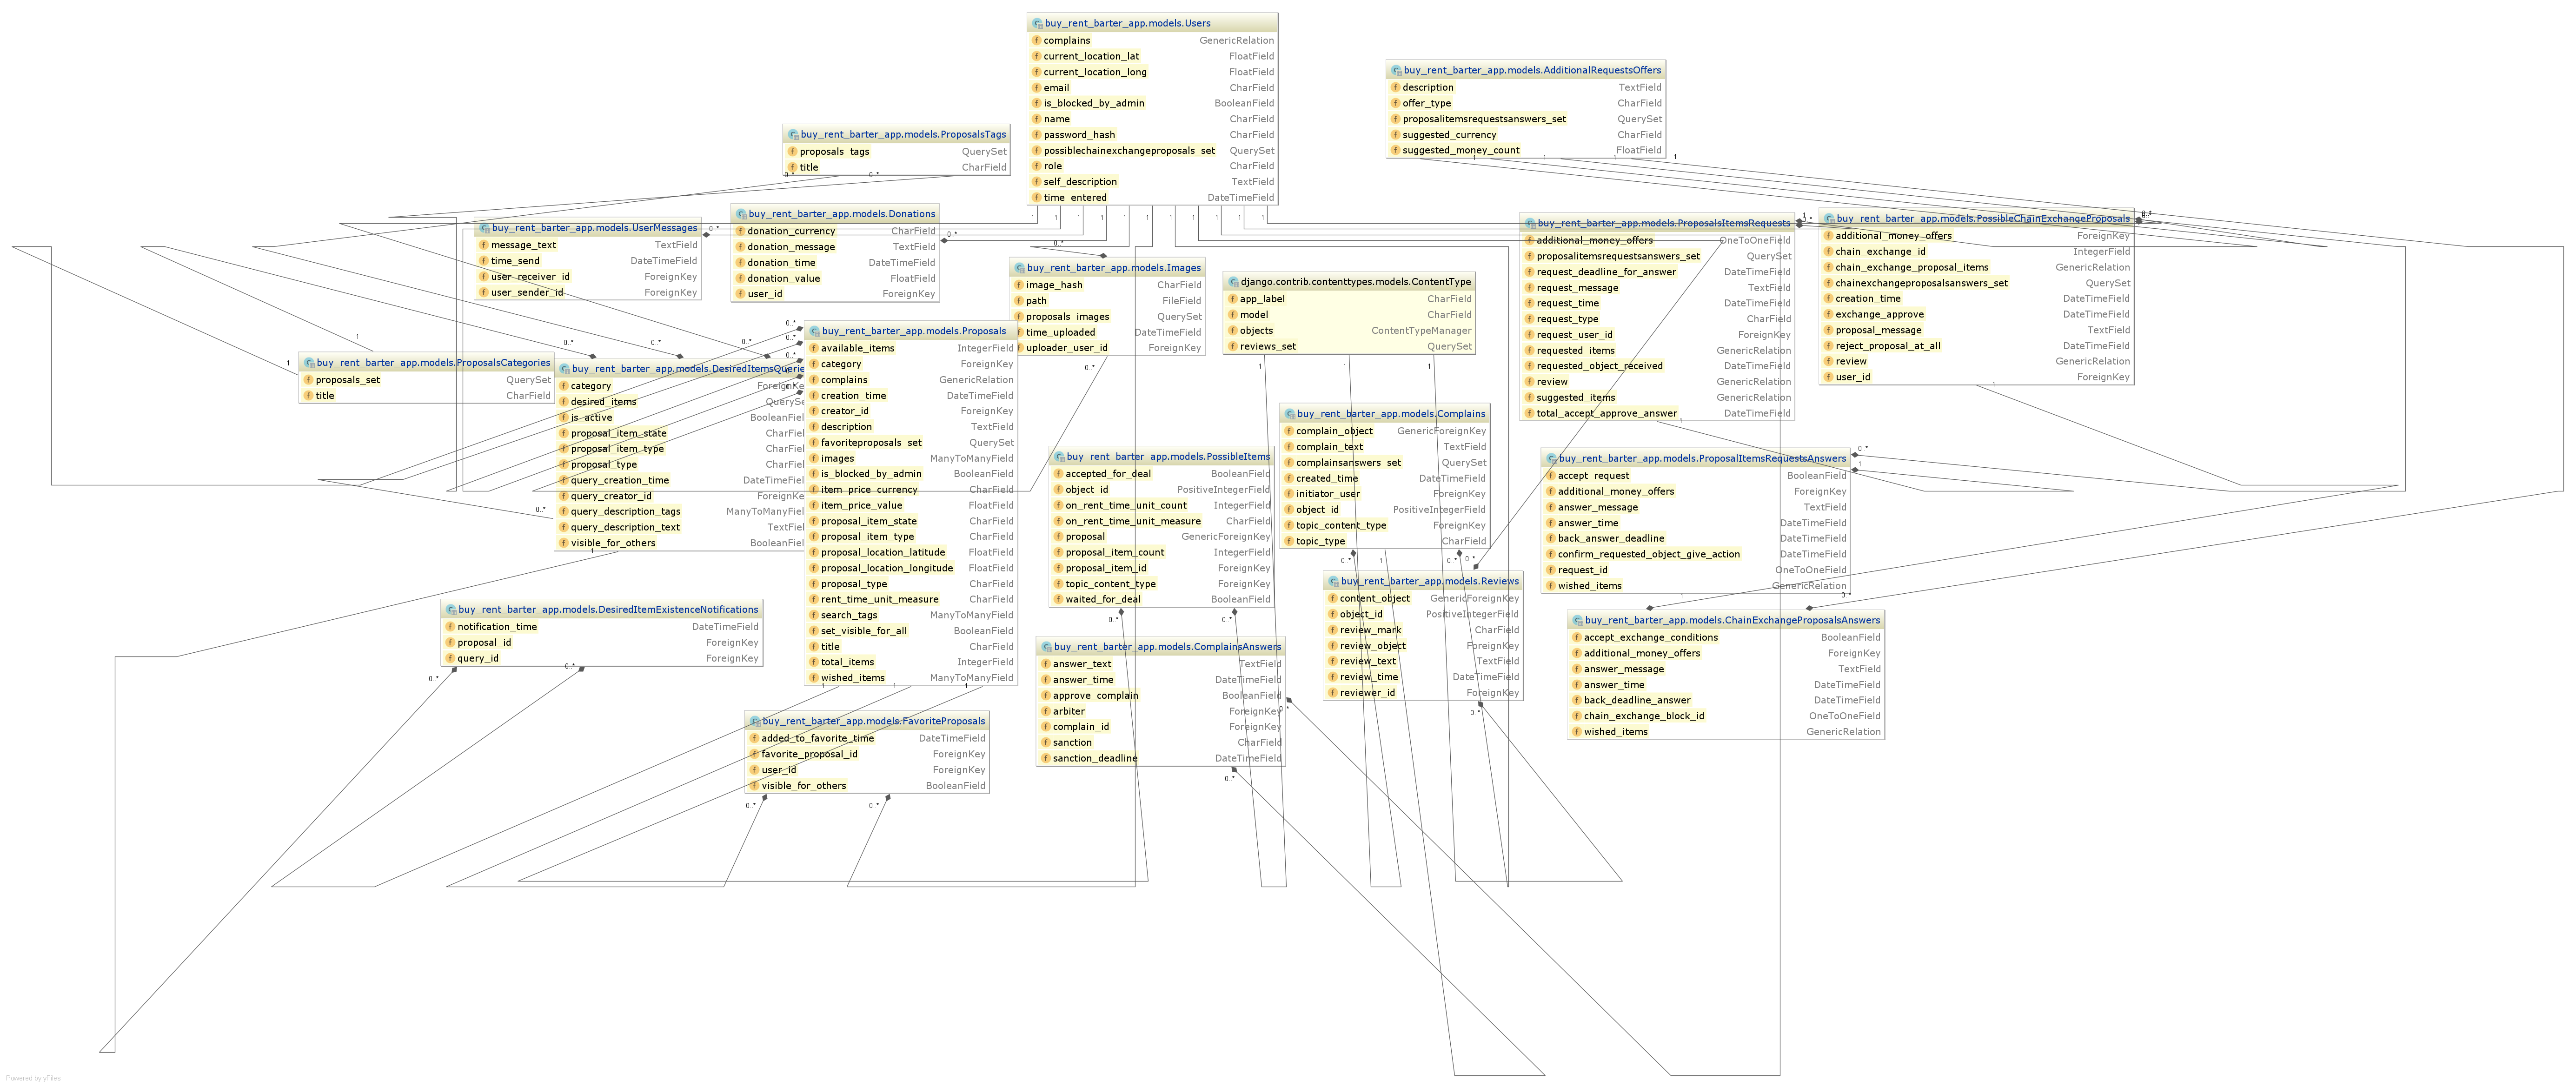 buy_rent_barter_app.models.Users
complains GenericRelation
current_location_lat FloatField
current_location_long FloatField
email CharField
is_blocked_by_admin BooleanField
name CharField
password_hash CharField
possiblechainexchangeproposals_set QuerySet
role CharField
self_description TextField
time_entered DateTimeField
buy_rent_barter_app.models.AdditionalRequestsOffers
description TextField
offer_type CharField
proposalitemsrequestsanswers_set QuerySet
suggested_currency CharField
suggested_money_count FloatField
buy_rent_barter_app.models.ProposalsTags
proposals_tags QuerySet
title CharField
buy_rent_barter_app.models.UserMessages
message_text TextField
time_send DateTimeField
user_receiver_id ForeignKey
user_sender_id ForeignKey
buy_rent_barter_app.models.Donations
donation_currency CharField
donation_message TextField
donation_time DateTimeField
donation_value FloatField
user_id ForeignKey
buy_rent_barter_app.models.Images
image_hash CharField
path FileField
proposals_images QuerySet
time_uploaded DateTimeField
uploader_user_id ForeignKey
django.contrib.contenttypes.models.ContentType
app_label CharField
model CharField
objects ContentTypeManager
reviews_set QuerySet
buy_rent_barter_app.models.ProposalItemsRequests
additional_money_offers OneToOneField
proposalitemsrequestsanswers_set QuerySet
request_deadline_for_answer DateTimeField
request_message TextField
request_time DateTimeField
request_type CharField
request_user_id ForeignKey
requested_items GenericRelation
requested_object_received DateTimeField
review GenericRelation
suggested_items GenericRelation
total_accept_approve_answer DateTimeField
buy_rent_barter_app.models.PossibleChainExchangeProposals
additional_money_offers ForeignKey
chain_exchange_id IntegerField
chain_exchange_proposal_items GenericRelation
chainexchangeproposalsanswers_set QuerySet
creation_time DateTimeField
exchange_approve DateTimeField
proposal_message TextField
reject_proposal_at_all DateTimeField
review GenericRelation
user_id ForeignKey
buy_rent_barter_app.models.ProposalsCategories
proposals_set QuerySet
title CharField
buy_rent_barter_app.models.DesiredItemsQuerie
category ForeignKe
desired_items QuerySe
is_active BooleanFiel
proposal_item_state CharFiel
proposal_item_type CharFiel
proposal_type CharFiel
query_creation_time DateTimeFiel
query_creator_id ForeignKe
query_description_tags ManyToManyFiel
query_description_text TextFiel
visible_for_others BooleanFiel
buy_rent_barter_app.models.Proposals
available_items IntegerField
category ForeignKey
complains GenericRelation
creation_time DateTimeField
creator_id ForeignKey
description TextField
favoriteproposals_set QuerySet
images ManyToManyField
is_blocked_by_admin BooleanField
item_price_currency CharField
item_price_value FloatField
proposal_item_state CharField
proposal_item_type CharField
proposal_location_latitude FloatField
proposal_location_longitude FloatField
proposal_type CharField
rent_time_unit_measure CharField
search_tags ManyToManyField
set_visible_for_all BooleanField
title CharField
total_items IntegerField
wished_items ManyToManyField
buy_rent_barter_app.models.PossibleItems
accepted_for_deal BooleanField
object_id PositiveIntegerField
on_rent_time_unit_count IntegerField
on_rent_time_unit_measure CharField
proposal GenericForeignKey
proposal_item_count IntegerField
proposal_item_id ForeignKey
topic_content_type ForeignKey
waited_for_deal BooleanField
buy_rent_barter_app.models.Complains
complain_object GenericForeignKey
complain_text TextField
complainsanswers_set QuerySet
created_time DateTimeField
initiator_user ForeignKey
object_id PositiveIntegerField
topic_content_type ForeignKey
topic_type CharField
buy_rent_barter_app.models.ProposalItemsRequestsAnswers
accept_request BooleanField
additional_money_offers ForeignKey
answer_message TextField
answer_time DateTimeField
back_answer_deadline DateTimeField
confirm_requested_object_give_action DateTimeField
request_id OneToOneField
wished_items GenericRelation
buy_rent_barter_app.models.Reviews
content_object GenericForeignKey
object_id PositiveIntegerField
review_mark CharField
review_object ForeignKey
review_text TextField
review_time DateTimeField
reviewer_id ForeignKey
buy_rent_barter_app.models.DesiredItemExistenceNotifications
notification_time DateTimeField
proposal_id ForeignKey
query_id ForeignKey
buy_rent_barter_app.models.ChainExchangeProposalsAnswers
accept_exchange_conditions BooleanField
additional_money_offers ForeignKey
answer_message TextField
answer_time DateTimeField
back_deadline_answer DateTimeField
chain_exchange_block_id OneToOneField
wished_items GenericRelation
buy_rent_barter_app.models.ComplainsAnswers
answer_text TextField
answer_time DateTimeField
approve_complain BooleanField
arbiter ForeignKey
complain_id ForeignKey
sanction CharField
sanction_deadline DateTimeField
buy_rent_barter_app.models.FavoriteProposals
added_to_favorite_time DateTimeField
favorite_proposal_id ForeignKey
user_id ForeignKey
visible_for_others BooleanField
Powered by yFiles